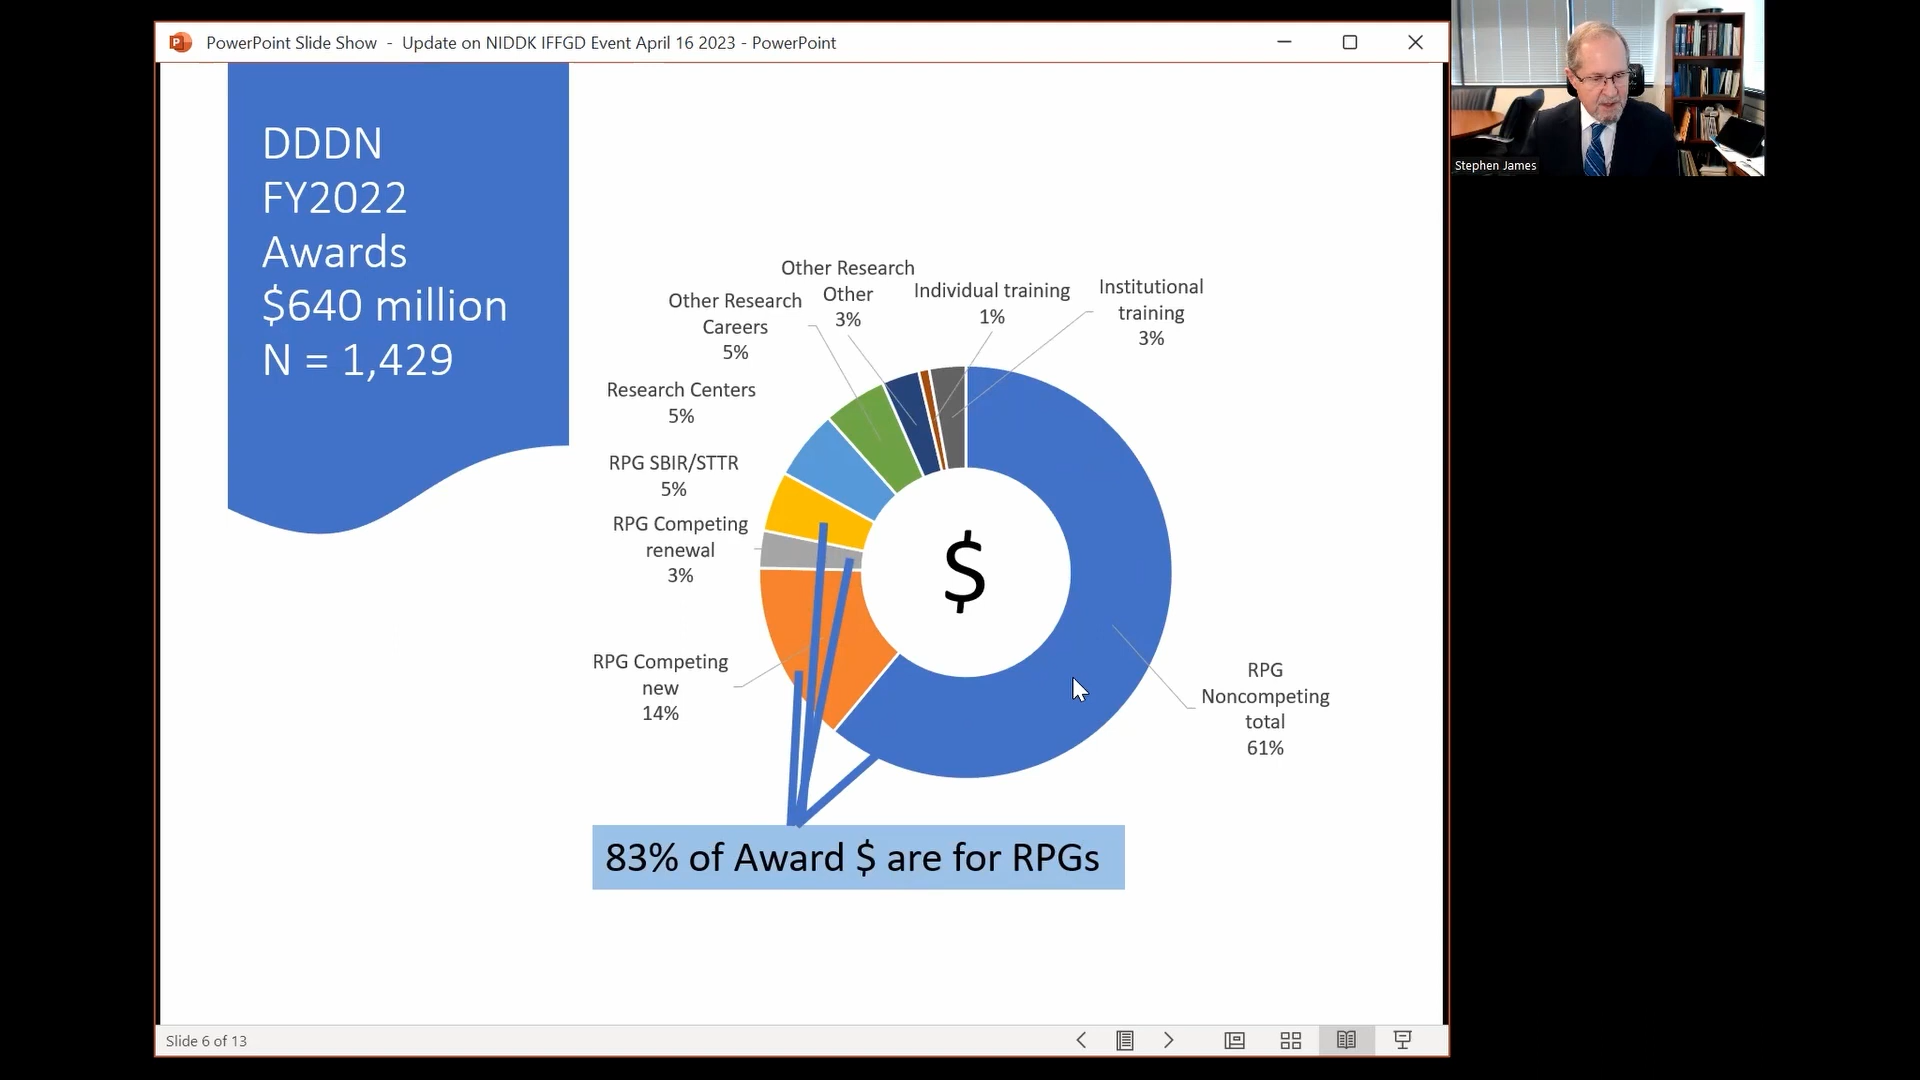 PowerPoint Slide Show - Update on NIDDK IFFGD Event April 16 2023 - PowerPoint
Stephen James
DDDN
FY2022
Awards
$640 million
N = 1,429
Other Research
Other
3%
Individual training
1%
Institutional
training
3%
Other Research
Careers
5%
Research Centers
5%
RPG SBIR/STTR
5%
RPG Competing
renewal
3%
$
RPG Competing
new
14%
RPG
Noncompeting
total
61%
83% of Award $ are for RPGs
Slide 6 of 13